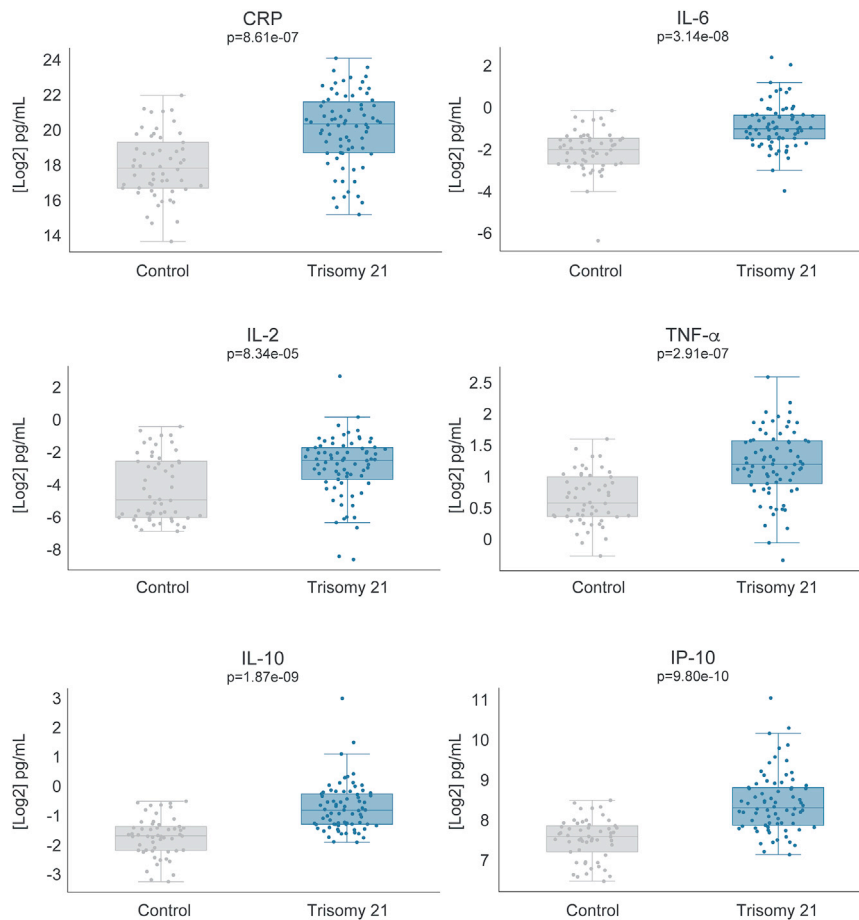 CRP
p=8.61e-07
[Log2] pg/mL
24
22
20
18
16
14
Control
Trisomy 21
IL-6
p=3.14e-08
[Log2] pg/mL
2
0
-2
-4
-6
Control
Trisomy 21
IL-2
p=8.34e-05
[Log2] pg/mL
2
0
-2
-4
-6
-8
Control
Trisomy 21
TNF-α
p=2.91e-07
[Log2] pg/mL
2.5
2
1.5
1
0.5
0
Control
Trisomy 21
IL-10
p=1.87e-09
[Log2] pg/mL
3
2
1
0
-1
-2
-3
Control
Trisomy 21
IP-10
p=9.80e-10
[Log2] pg/mL
11
10
9
8
7
Control
Trisomy 21